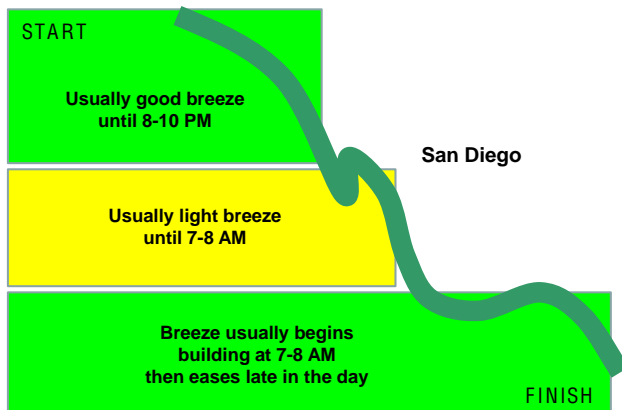 START
Usually good breeze
until 8-10 PM
San Diego
Usually light breeze
until 7-8 AM
Breeze usually begins
building at 7-8 AM
then eases late in the day
FINISH